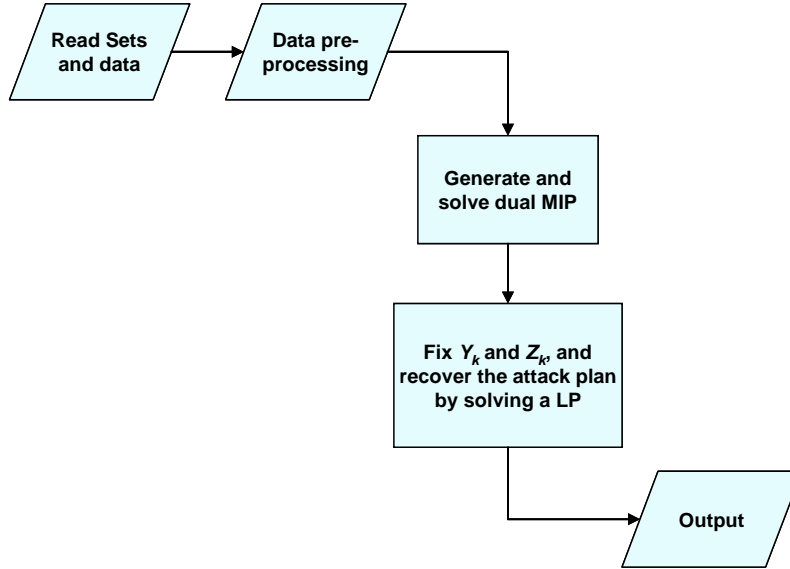 Read Sets
and data
Data pre-
processing
Generate and
solve dual MIP
Fix Yk and Zk, and
recover the attack plan
by solving a LP
Output